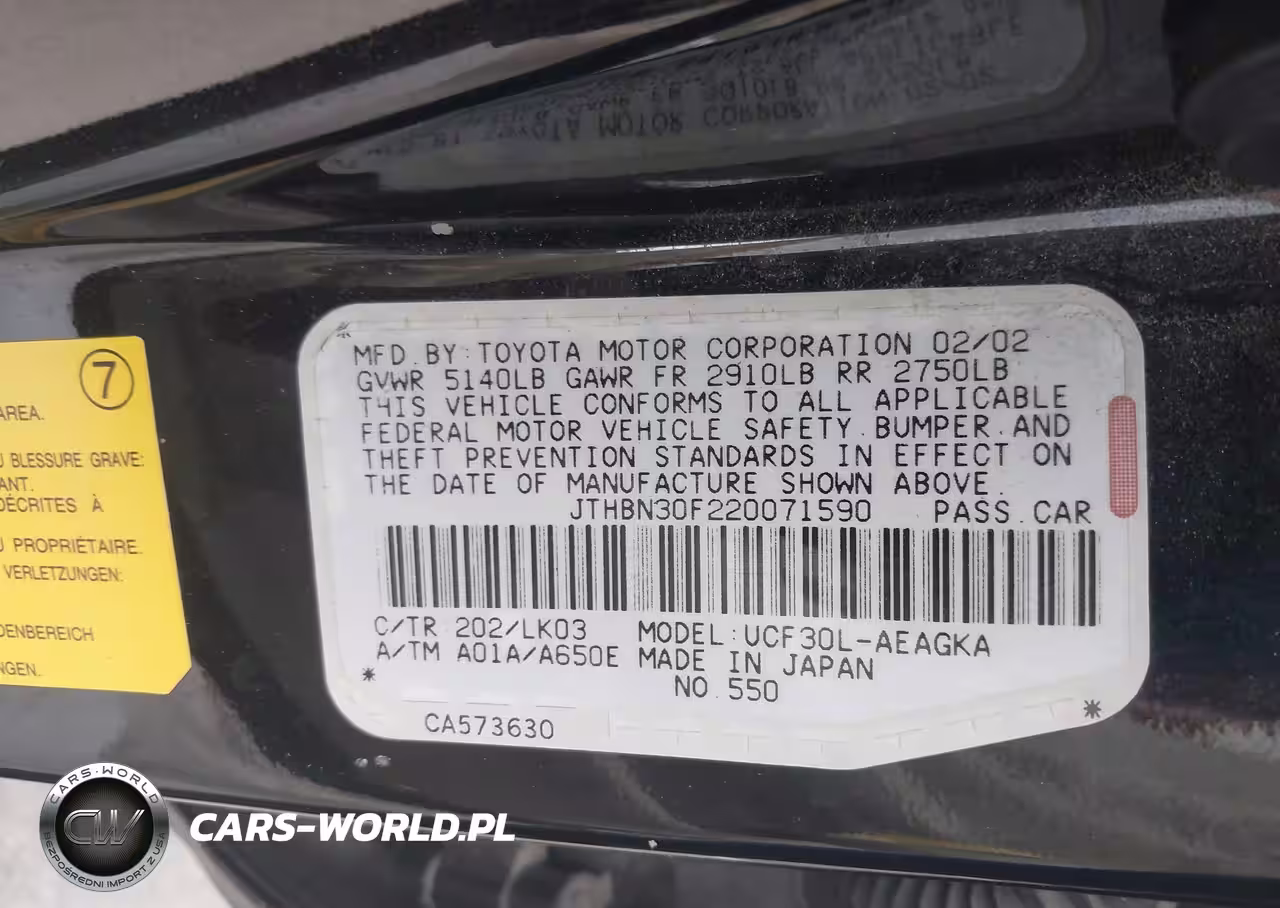 MFD. BY: TOYOTA MOTOR CORPORATION 02/02
GVWR 5140LB GAWR FR 2910LB RR 2750LB
THIS VEHICLE CONFORMS TO ALL APPLICABLE
FEDERAL MOTOR VEHICLE SAFETY. BUMPER. AND
THEFT PREVENTION STANDARDS IN EFFECT ON
THE DATE OF MANUFACTURE SHOWN ABOVE.
JTHBN30F220071590 PASS. CAR
C/TR 202/LK03 MODEL: UCF30L-AEAGKA
A/TM A01A/A650E MADE IN JAPAN
NO. 550
CA573630
7
AREA.
U BLESSURE GRAVE:
ANT.
DÉCRITES À
U PROPRIÉTAIRE.
VERLETZUNGEN:
DENBEREICH
NGEN.
CARS-WORLD
CW
BEZPOŚREDNI IMPORT Z USA
CARS-WORLD.PL